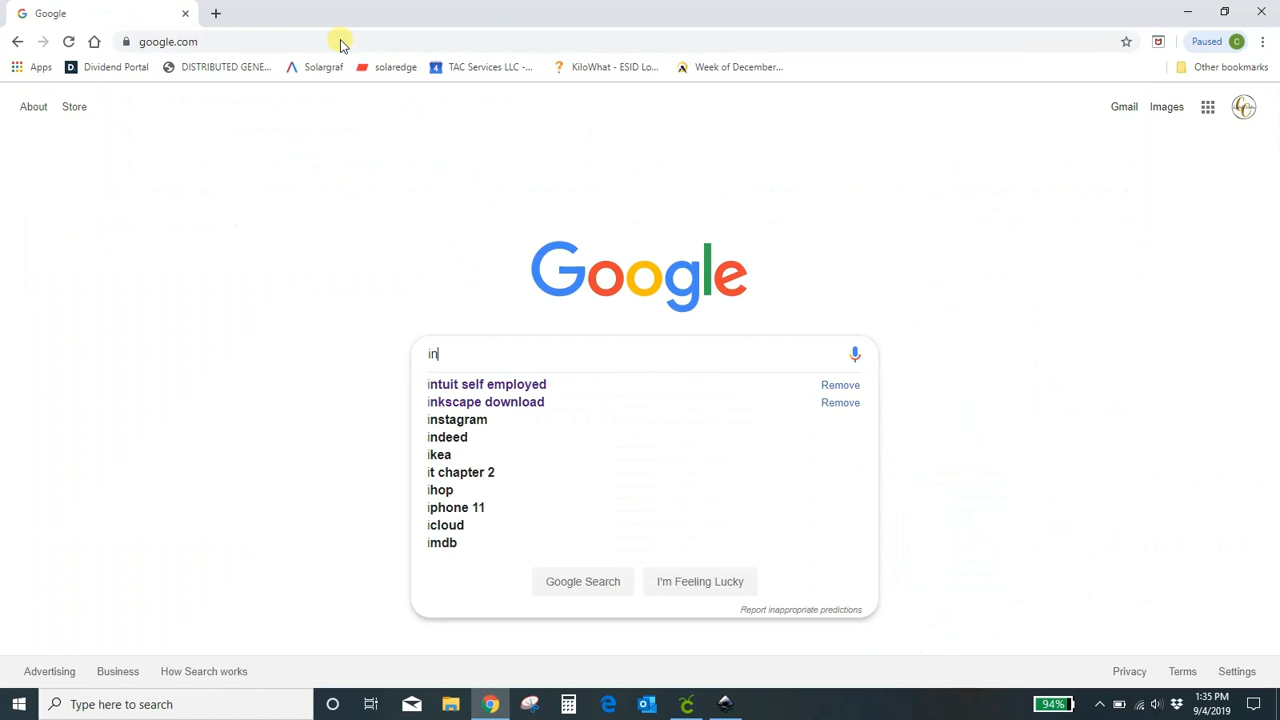 Google
google.com
Paused C
Apps
Dividend Portal
DISTRIBUTED GENE...
Solargraf
solaredge
4 TAC Services LLC -...
KiloWhat - ESID Lo...
Week of December...
Other bookmarks
About Store
Gmail Images
Google
in
intuit self employed Remove
inkscape download Remove
instagram
indeed
ikea
it chapter 2
ihop
iphone 11
icloud
imdb
Google Search I'm Feeling Lucky
Report inappropriate predictions
Advertising Business How Search works
Privacy Terms Settings
Type here to search
94%
1:35 PM
9/4/2019